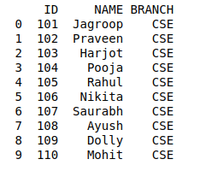 ID NAME BRANCH
0 101 Jagroop CSE
1 102 Praveen CSE
2 103 Harjot CSE
3 104 Pooja CSE
4 105 Rahul CSE
5 106 Nikita CSE
6 107 Saurabh CSE
7 108 Ayush CSE
8 109 Dolly CSE
9 110 Mohit CSE